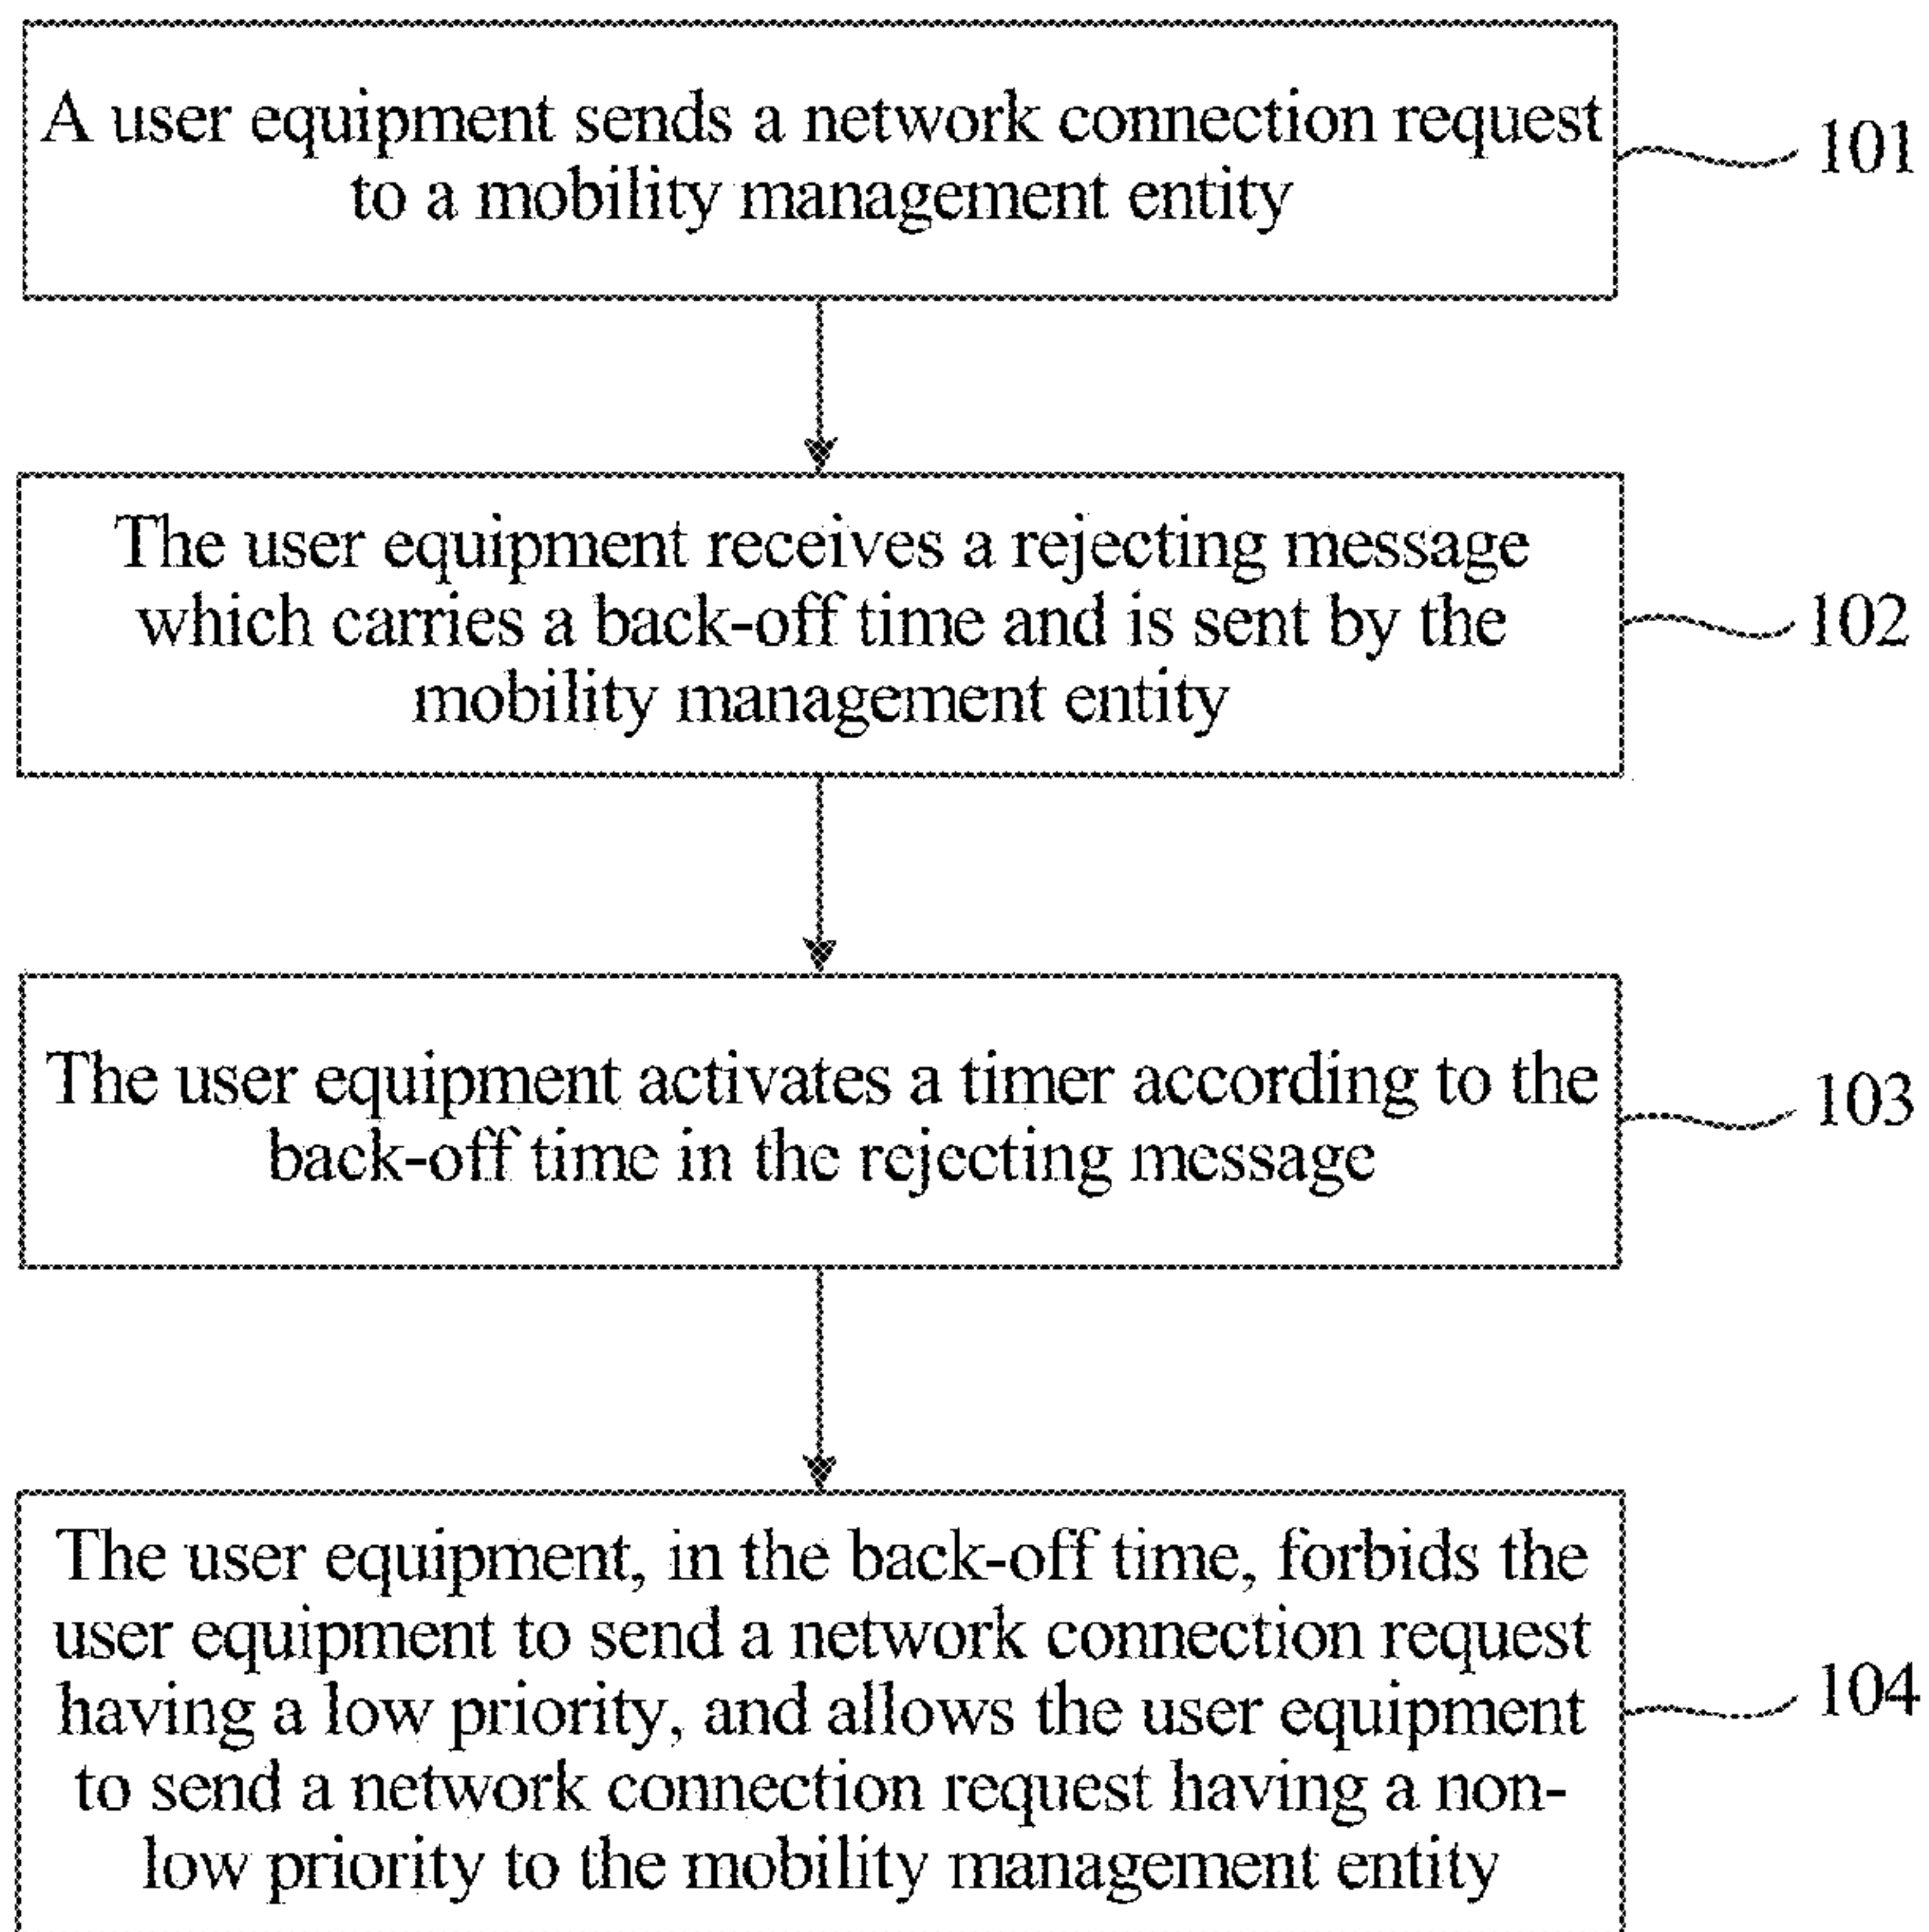 A user equipment sends a network connection request
to a mobility management entity
101
The user equipment receives a rejecting message
which carries a back-off time and is sent by the
mobility management entity
102
The user equipment activates a timer according to the
back-off time in the rejecting message
103
The user equipment, in the back-off time, forbids the
user equipment to send a network connection request
having a low priority, and allows the user equipment
to send a network connection request having a non-
low priority to the mobility management entity
104